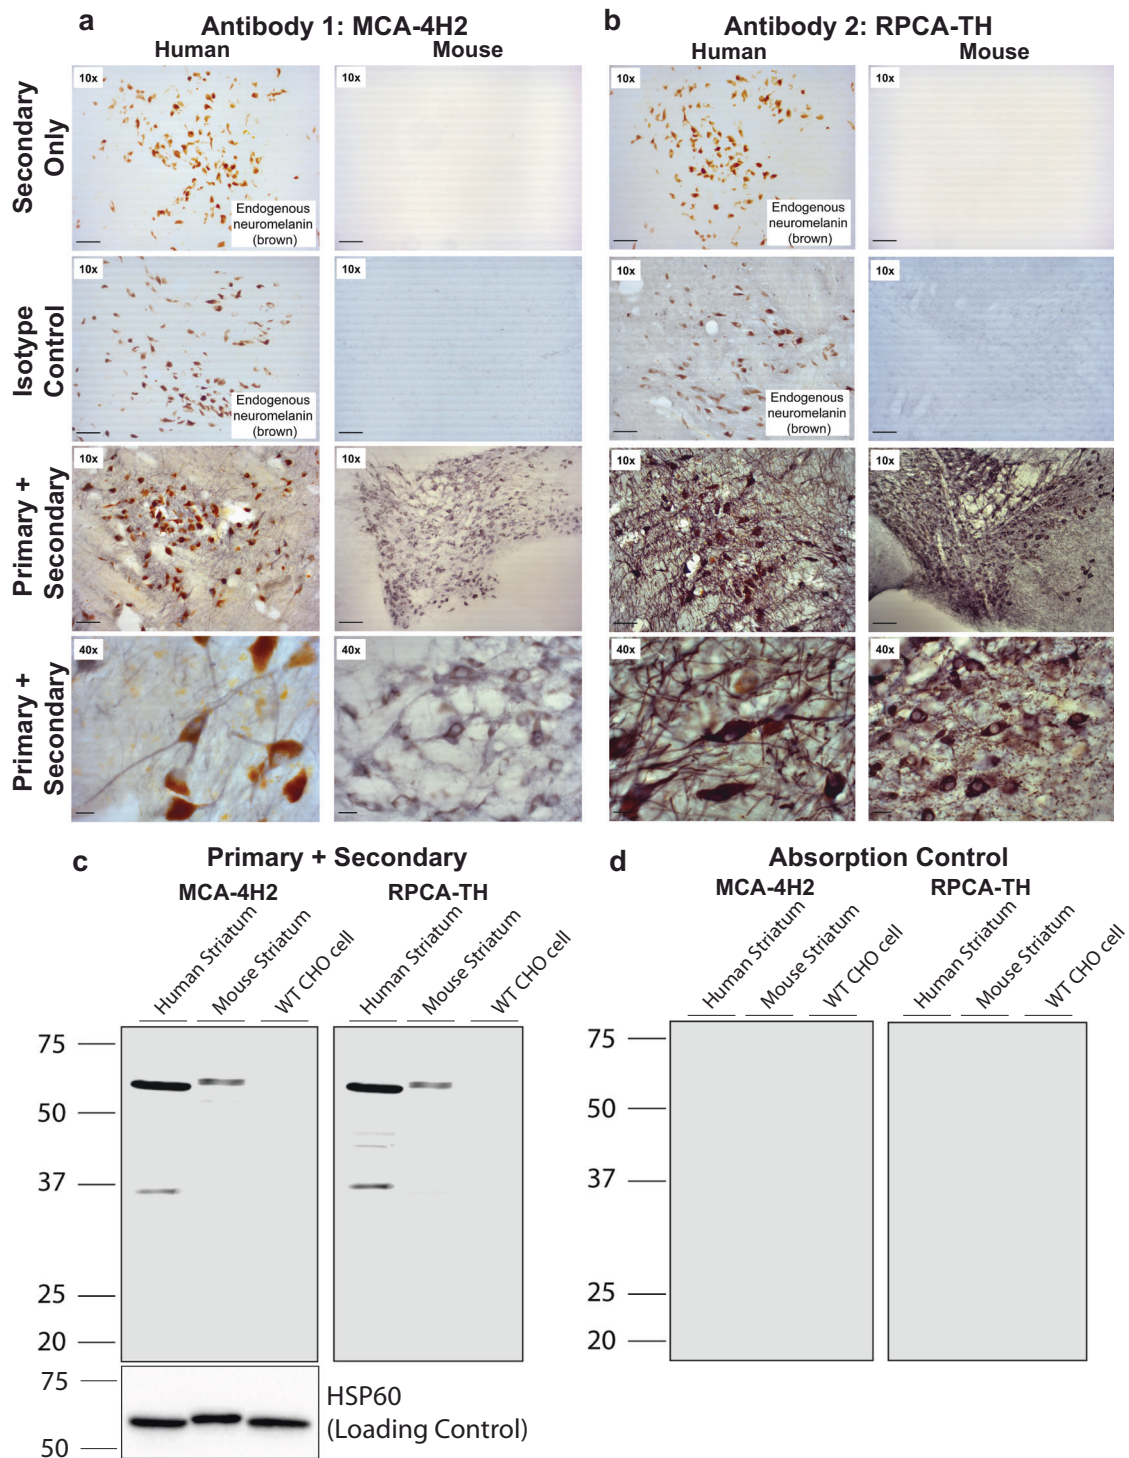 a
Antibody 1: MCA-4H2
Human
Mouse
b
Antibody 2: RPCA-TH
Human
Mouse
Secondary
Only
10x
Endogenous
neuromelanin
(brown)
10x
10x
Endogenous
neuromelanin
(brown)
10x
Isotype
Control
10x
Endogenous
neuromelanin
(brown)
10x
10x
Endogenous
neuromelanin
(brown)
10x
Primary +
Secondary
10x
10x
10x
10x
Primary +
Secondary
40x
40x
40x
40x
c
Primary + Secondary
MCA-4H2
RPCA-TH
Human Striatum
Mouse Striatum
WT CHO cell
Human Striatum
Mouse Striatum
WT CHO cell
75
50
37
25
20
75
50
HSP60
(Loading Control)
d
Absorption Control
MCA-4H2
RPCA-TH
Human Striatum
Mouse Striatum
WT CHO cell
Human Striatum
Mouse Striatum
WT CHO cell
75
50
37
25
20